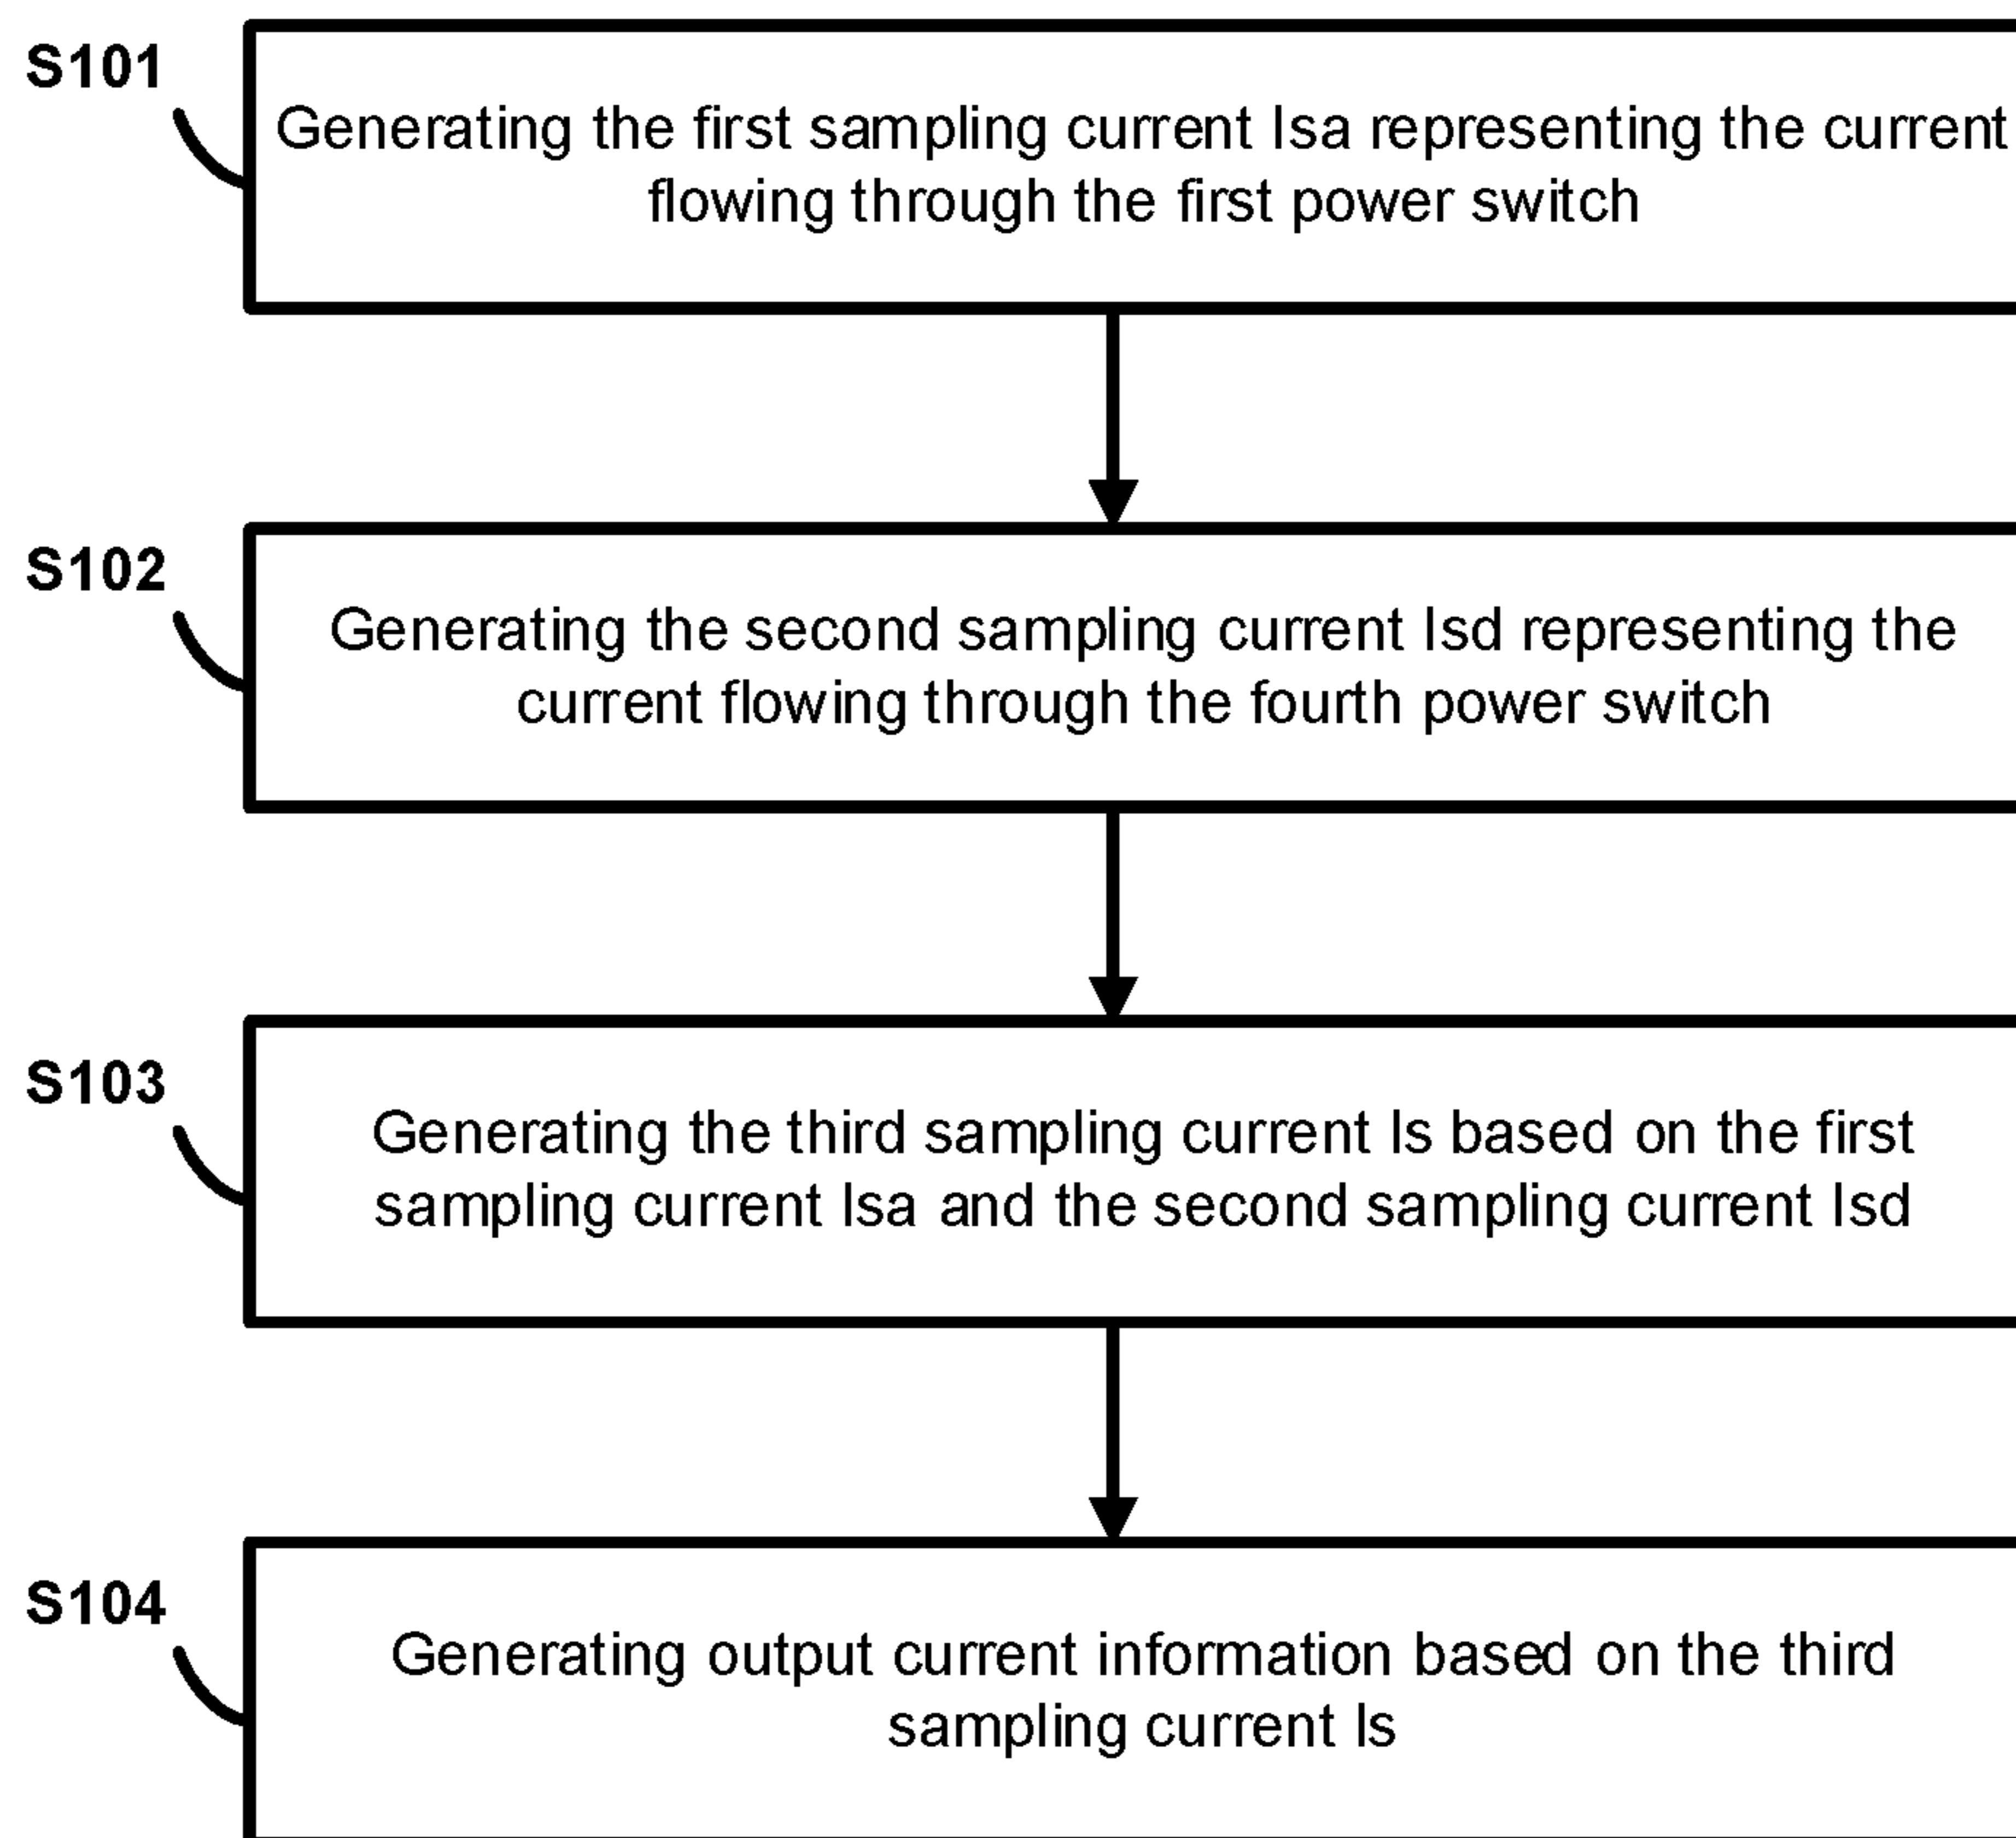 S101
Generating the first sampling current Isa representing the current
flowing through the first power switch
S102
Generating the second sampling current Isd representing the
current flowing through the fourth power switch
S103
Generating the third sampling current Is based on the first
sampling current Isa and the second sampling current Isd
S104
Generating output current information based on the third
sampling current Is